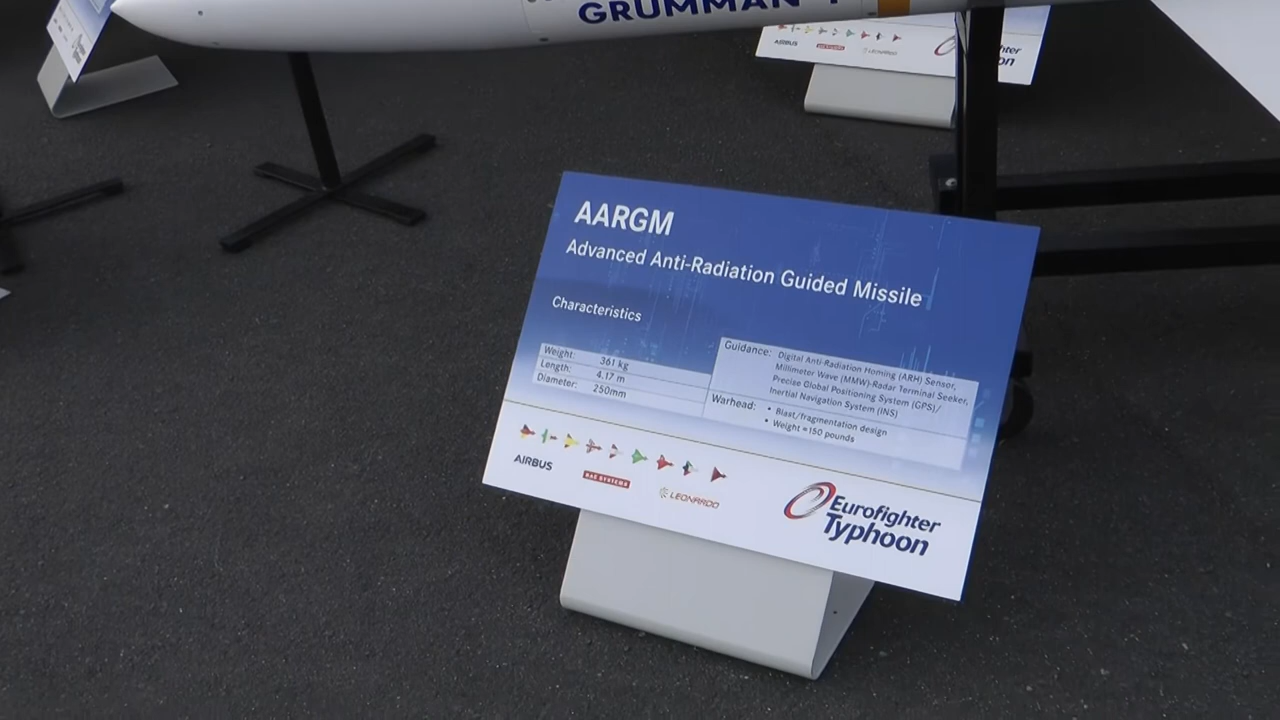 GRUMMAN
AIRBUS
LEONARDO
AARGM
Advanced Anti-Radiation Guided Missile
Characteristics
Weight: 361 kg
Length: 4.17 m
Diameter: 250mm
Guidance: Digital Anti-Radiation Homing (ARH) Sensor,
Millimeter Wave (MMW)-Radar Terminal Seeker,
Precise Global Positioning System (GPS)/
Inertial Navigation System (INS)
Warhead: • Blast/fragmentation design
• Weight ≈150 pounds
AIRBUS
BAE SYSTEMS
LEONARDO
Eurofighter
Typhoon